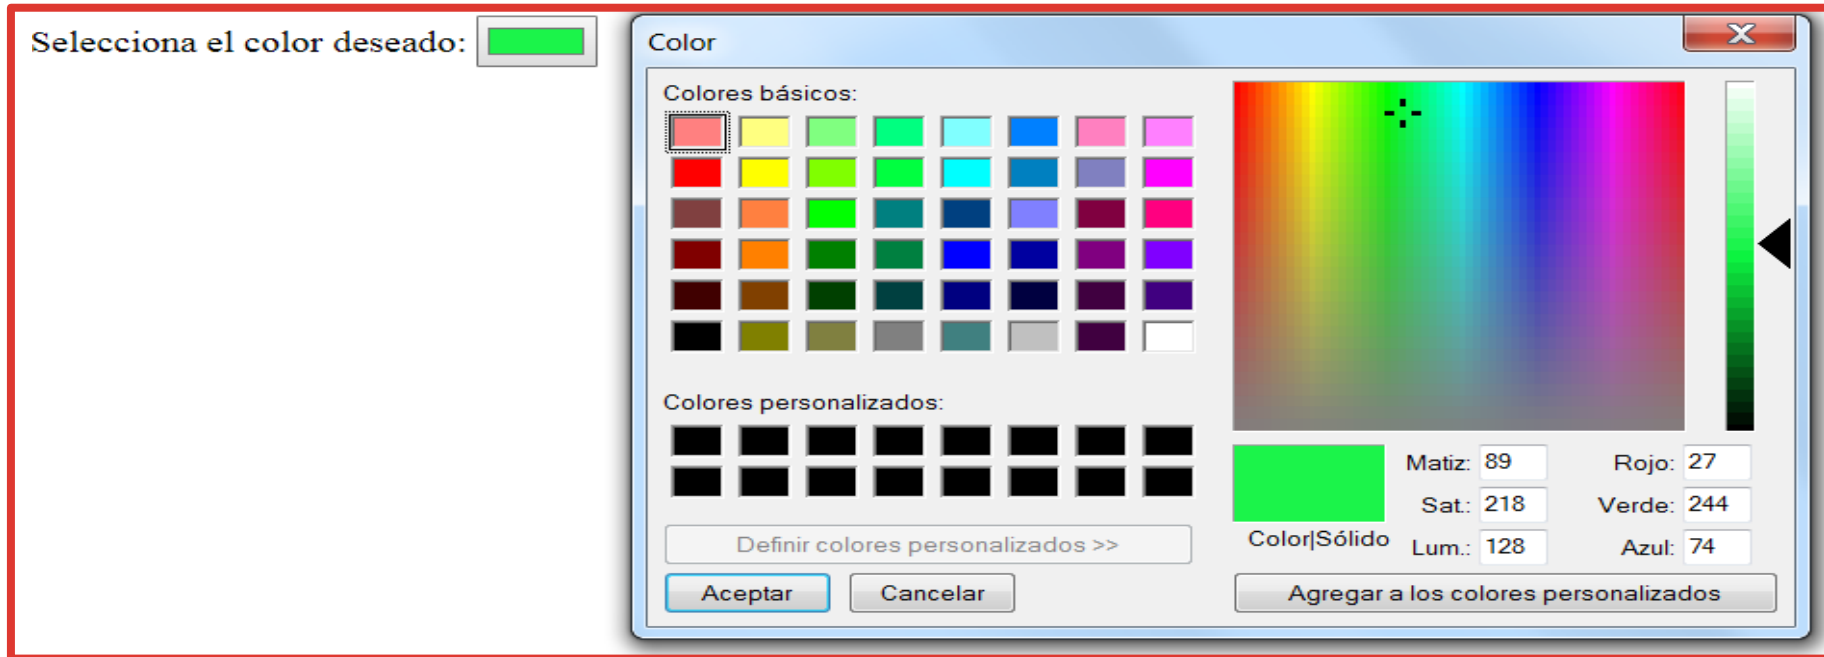 Selecciona el color deseado:
Color
Colores básicos:
Colores personalizados:
Definir colores personalizados >>
Aceptar
Cancelar
Matiz: 89
Rojo: 27
Sat.: 218
Verde: 244
Color|Sólido
Lum.: 128
Azul: 74
Agregar a los colores personalizados